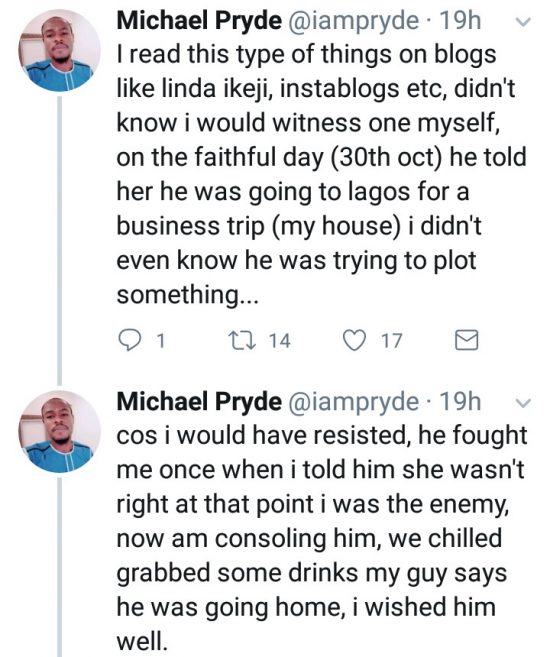 Michael Pryde @iampryde · 19h
I read this type of things on blogs
like linda ikeji, instablogs etc, didn't
know i would witness one myself,
on the faithful day (30th oct) he told
her he was going to lagos for a
business trip (my house) i didn't
even know he was trying to plot
something...
1 14 17
Michael Pryde @iampryde · 19h
cos i would have resisted, he fought
me once when i told him she wasn't
right at that point i was the enemy,
now am consoling him, we chilled
grabbed some drinks my guy says
he was going home, i wished him
well.